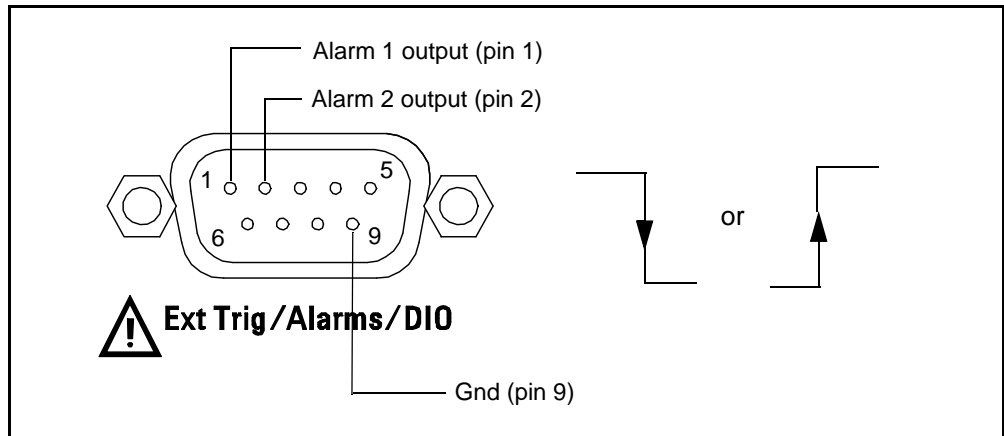 Alarm 1 output (pin 1)
Alarm 2 output (pin 2)
1 5
6 9
or
Ext Trig/Alarms/DIO
Gnd (pin 9)